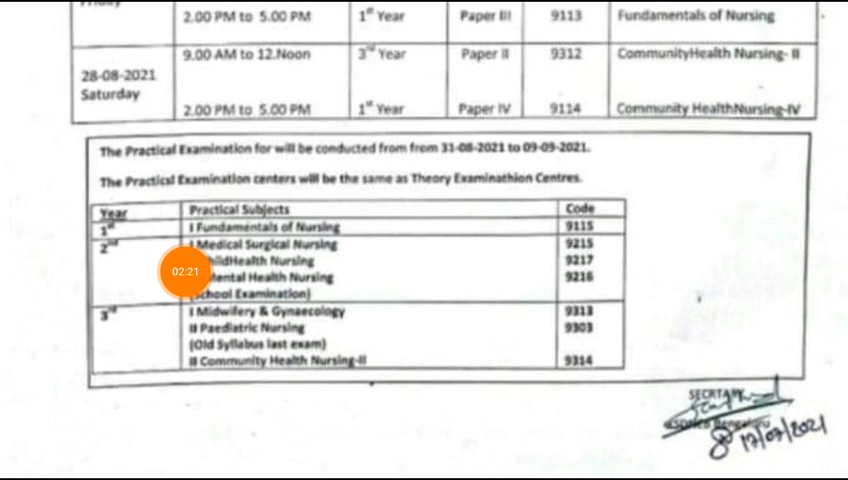 2.00 PM to 5.00 PM 1st Year Paper III 9113 Fundamentals of Nursing
9.00 AM to 12.Noon 3rd Year Paper II 9312 CommunityHealth Nursing- II
28-08-2021
Saturday
2.00 PM to 5.00 PM 1st Year Paper IV 9114 Community HealthNursing-IV
The Practical Examination for will be conducted from from 31-08-2021 to 09-09-2021.
The Practical Examination centers will be the same as Theory Examinathion Centres.
Year Practical Subjects Code
1st I Fundamentals of Nursing 9115
2nd I Medical Surgical Nursing 9215
Nursing 9217
Health Nursing 9216
02:21
Examination)
3rd I Midwifery & Gynaecology 9313
II Paediatric Nursing 9303
(Old Syllabus last exam)
II Community Health Nursing-II 9314
Bengaluru
17/07/2021